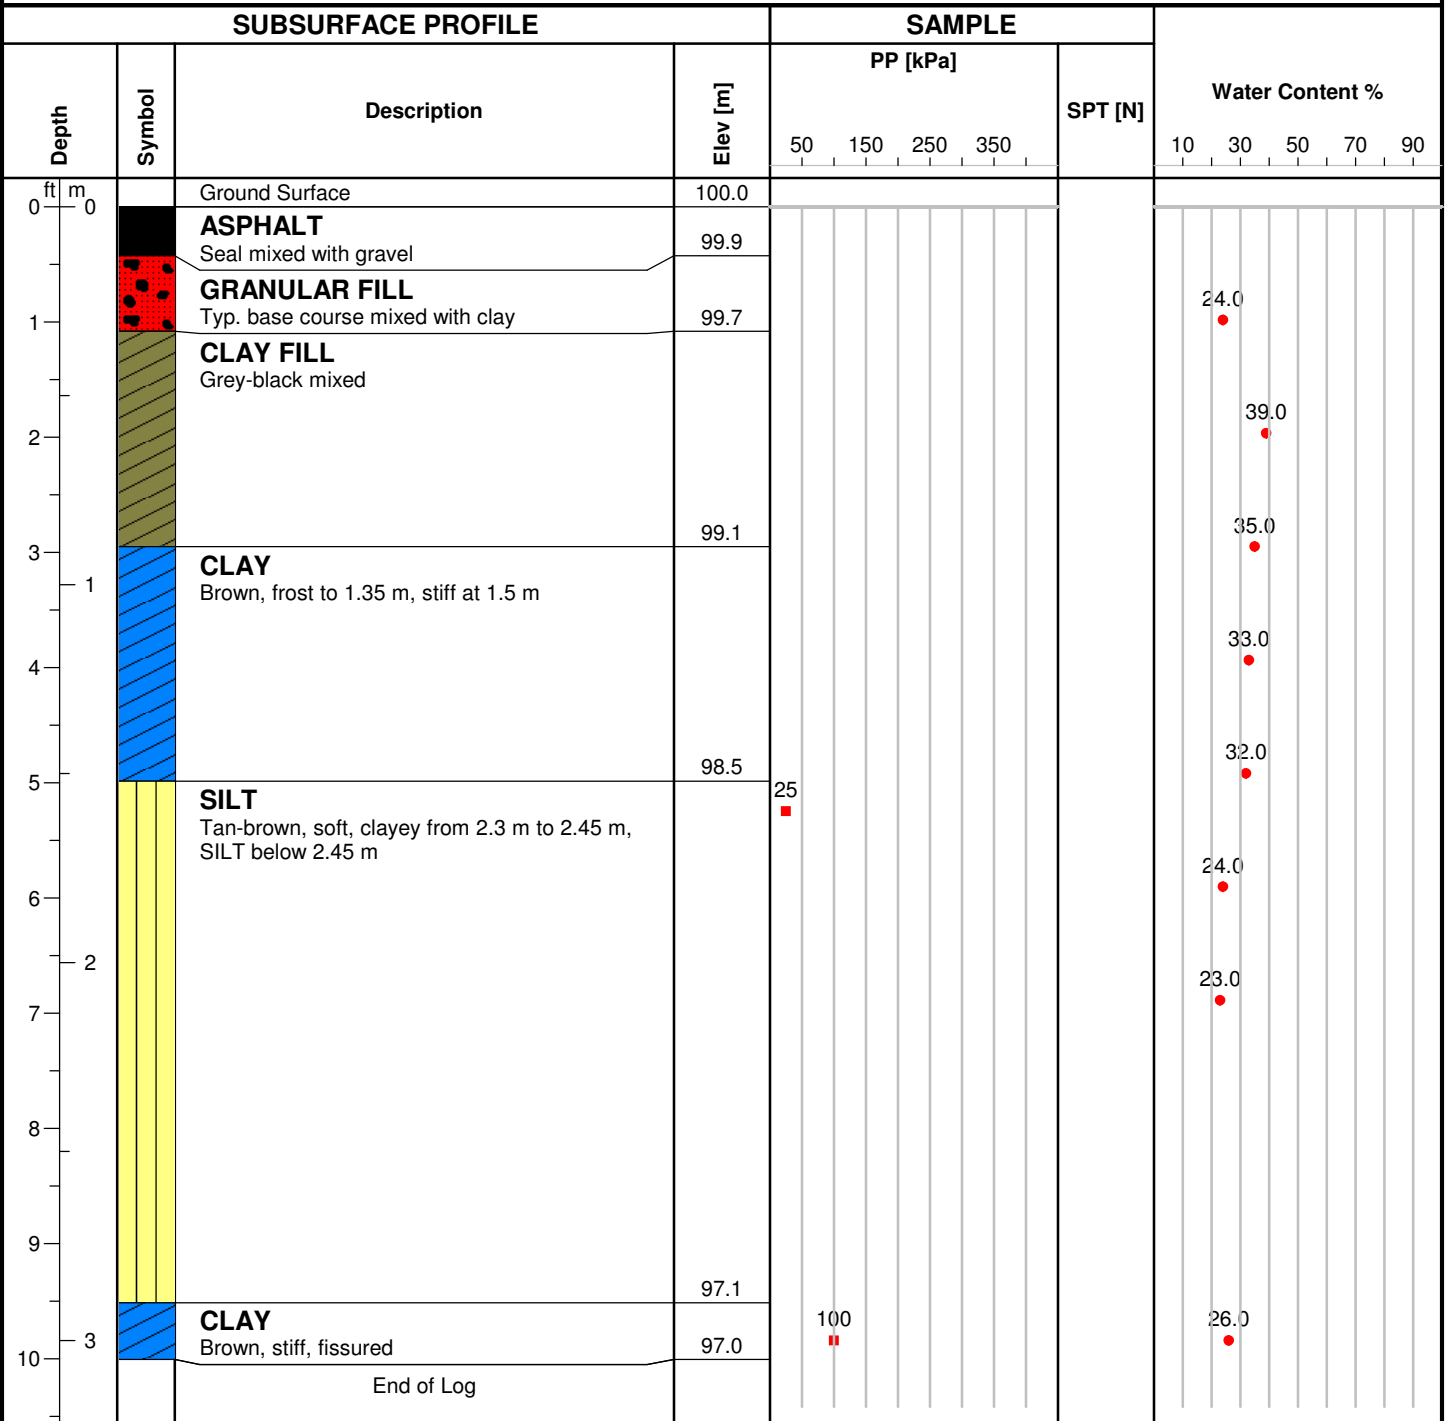 SUBSURFACE PROFILE
SAMPLE
Depth
Symbol
Description
Elev [m]
PP [kPa]
50 150 250 350
SPT [N]
Water Content %
10 30 50 70 90
ft m
Ground Surface
100.0
0 0
ASPHALT
Seal mixed with gravel
99.9
GRANULAR FILL
Typ. base course mixed with clay
99.7
24.0
1
CLAY FILL
Grey-black mixed
39.0
2
99.1
35.0
3
CLAY
Brown, frost to 1.35 m, stiff at 1.5 m
1
33.0
4
98.5
32.0
5
SILT
Tan-brown, soft, clayey from 2.3 m to 2.45 m,
SILT below 2.45 m
25
24.0
6
2
23.0
7
8
9
97.1
CLAY
Brown, stiff, fissured
97.0
100
26.0
3
10
End of Log